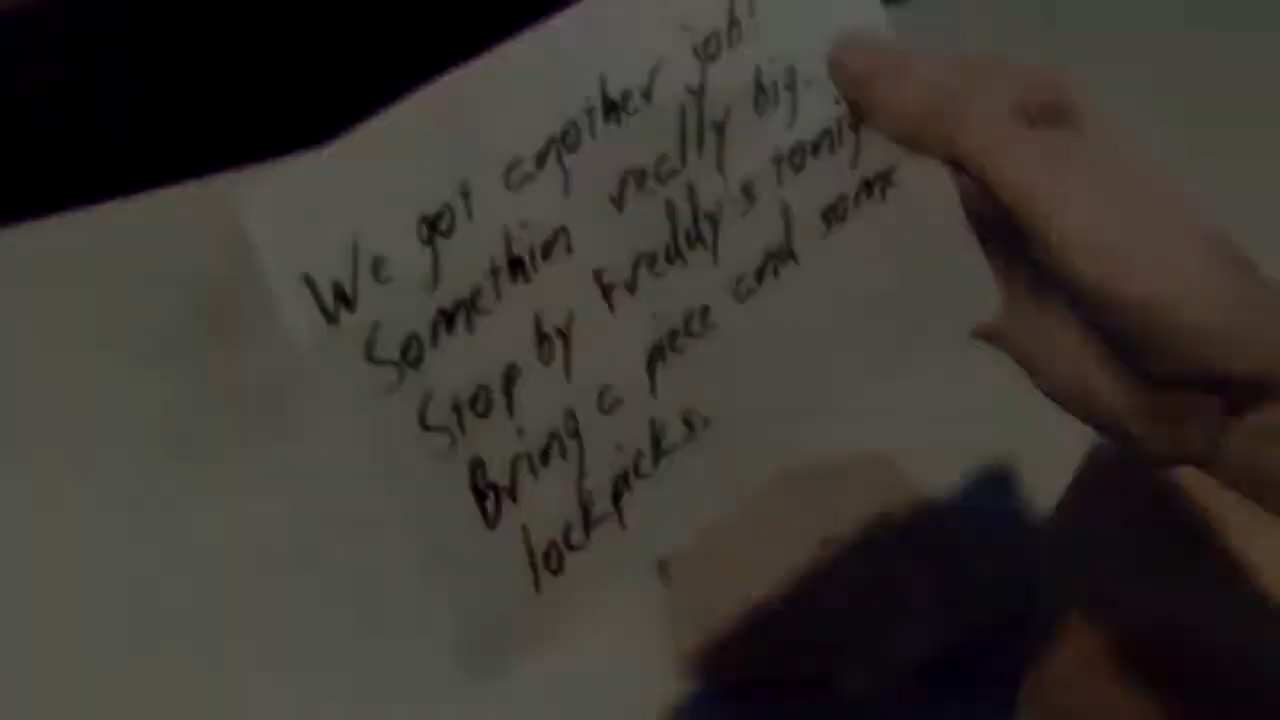 We got another job!
Somethin really big.
Stop by Freddy's
Bring a piece and some
lockpicks.